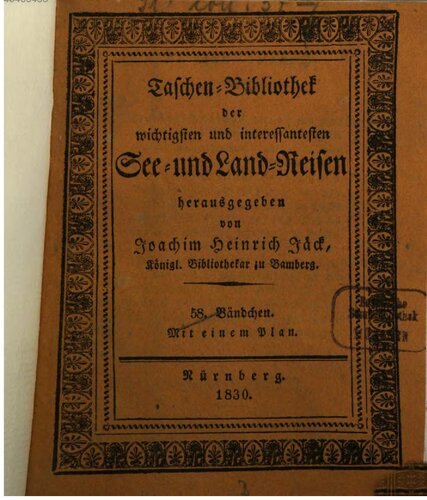 Taschen=Bibliothek
der
wichtigsten und interessantesten
See=und Land=Reisen
herausgegeben
von
Joachim Heinrich Jäck,
Königl. Bibliothekar zu Bamberg.
58. Bändchen.
Mit einem Plan.
Nürnberg.
1830.